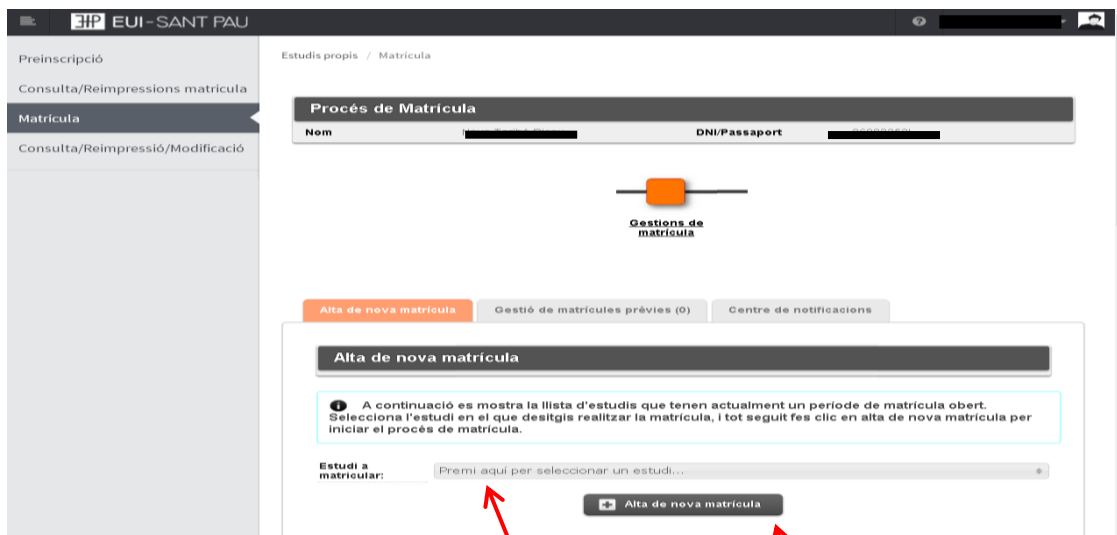 EUI-SANT PAU
Preinscripció
Consulta/Reimpressions matricula
Matrícula
Consulta/Reimpressió/Modificació
Estudis propis / Matrícula
Procés de Matrícula
Nom DNI/Passaport
Gestions de
matrícula
Alta de nova matrícula Gestió de matrícules prèvies (0) Centre de notificacions
Alta de nova matrícula
A continuació es mostra la llista d'estudis que tenen actualment un període de matrícula obert.
Selecciona l'estudi en el que desitgis realitzar la matrícula, i tot seguit fes clic en alta de nova matrícula per
iniciar el procés de matrícula.
Estudi a
matricular:
Premi aquí per seleccionar un estudi...
Alta de nova matrícula